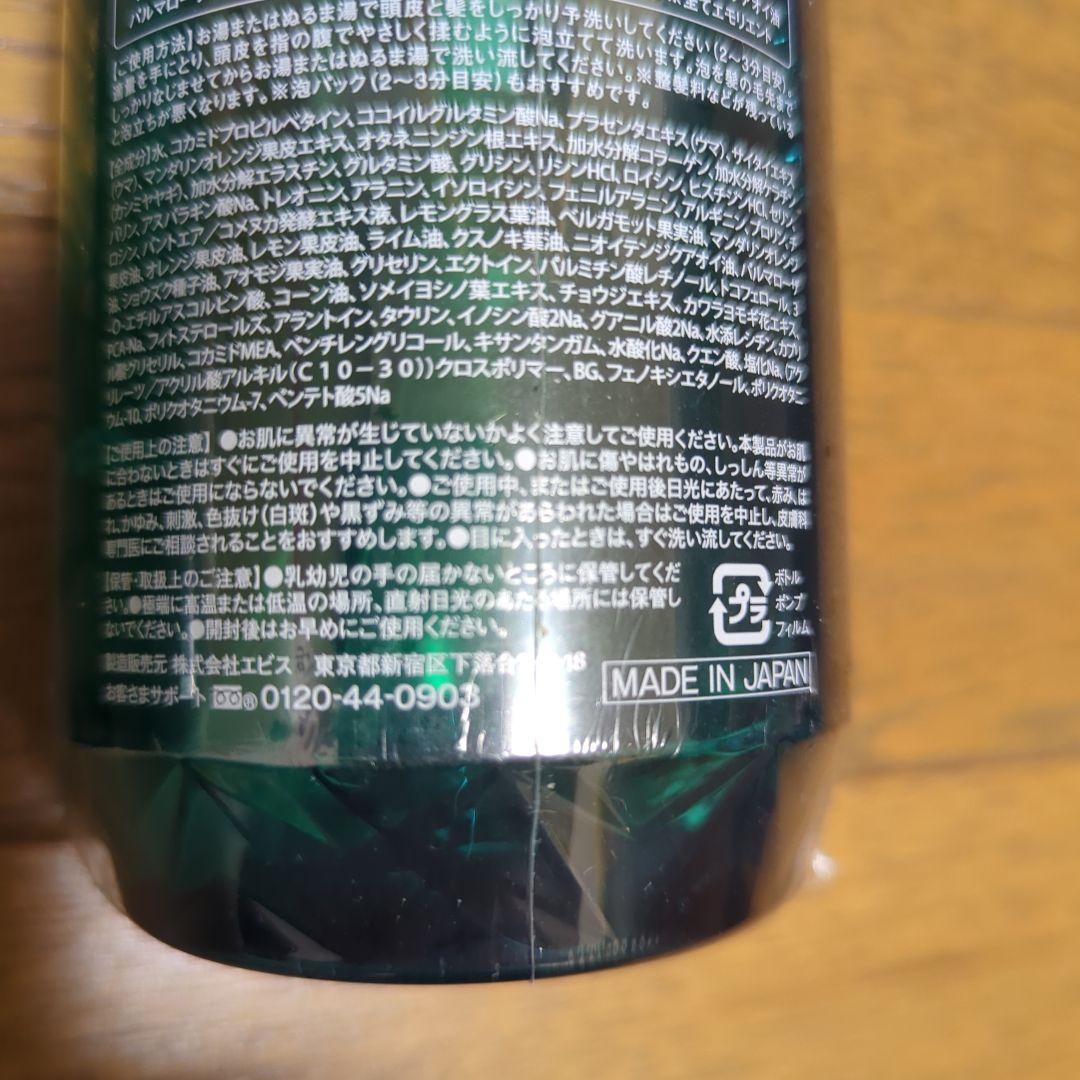 パルマロー
オイ油
全てエモリエント
【ご使用方法】お湯またはぬるま湯で頭皮と髪をしっかり予洗いしてください(2〜3分目安)。
適量を手にとり、頭皮を指の腹でやさしく揉むように泡立てて洗います。泡を髪の毛先まで
しっかりなじませてからお湯またはぬるま湯で洗い流してください。※整髪料などが残っている
と泡立ちが悪くなります。※泡パック(2〜3分目安)もおすすめです。
【全成分】水、コカミドプロピルベタイン、ココイルグルタミン酸Na、プラセンタエキス(ウマ)、サイタイエキス
(ウマ)、マンダリンオレンジ果皮エキス、オタネニンジン根エキス、加水分解コラーゲン、加水分解ケラチン
(カシミヤヤギ)、加水分解エラスチン、グルタミン酸、グリシン、リシンHCl、ロイシン、ヒスチジンHCl、セリン、
バリン、アスパラギン酸Na、トレオニン、アラニン、イソロイシン、フェニルアラニン、アルギニン、プロリン、チ
ロシン、パントエア/コメヌカ発酵エキス液、レモングラス葉油、ベルガモット果実油、マンダリンオレンジ
果皮油、オレンジ果皮油、レモン果皮油、ライム油、クスノキ葉油、ニオイテンジクアオイ油、パルマローザ
油、ショウズク種子油、アオモジ果実油、グリセリン、エクトイン、パルミチン酸レチノール、トコフェロール、3
-O-エチルアスコルビン酸、コーン油、ソメイヨシノ葉エキス、チョウジエキス、カワラヨモギ花エキス、
PCA-Na、フィトステロールズ、アラントイン、タウリン、イノシン酸2Na、グアニル酸2Na、水添レシチン、カプリ
ル酸グリセリル、コカミドMEA、ペンチレングリコール、キサンタンガム、水酸化Na、クエン酸、塩化Na、(アク
リレーツ/アクリル酸アルキル(C10-30))クロスポリマー、BG、フェノキシエタノール、ポリクオタニ
ウム-10、ポリクオタニウム-7、ペンテト酸5Na
【ご使用上の注意】●お肌に異常が生じていないかよく注意してご使用ください。本製品がお肌
に合わないときはすぐにご使用を中止してください。●お肌に傷やはれもの、しっしん等異常が
あるときはご使用にならないでください。●ご使用中、またはご使用後日光にあたって、赤み、は
れ、かゆみ、刺激、色抜け(白斑)や黒ずみ等の異常があらわれた場合はご使用を中止し、皮膚科
専門医にご相談されることをおすすめします。●目に入ったときは、すぐ洗い流してください。
【保管・取扱上のご注意】●乳幼児の手の届かないところに保管してくだ
さい。●極端に高温または低温の場所、直射日光のあたる場所には保管し
ないでください。●開封後はお早めにご使用ください。
プラ
ボトル
ポンプ
フィルム
製造販売元 株式会社エビス 東京都新宿区下落合
お客さまサポート 0120-44-0903
MADE IN JAPAN